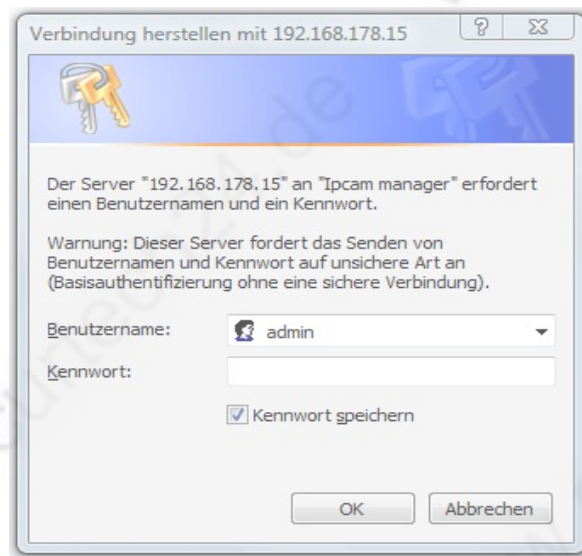 Verbindung herstellen mit 192.168.178.15
Der Server "192.168.178.15" an "Ipcam manager" erfordert
einen Benutzernamen und ein Kennwort.
Warnung: Dieser Server fordert das Senden von
Benutzernamen und Kennwort auf unsichere Art an
(Basisauthentifizierung ohne eine sichere Verbindung).
Benutzername:
admin
Kennwort:
Kennwort speichern
OK
Abbrechen